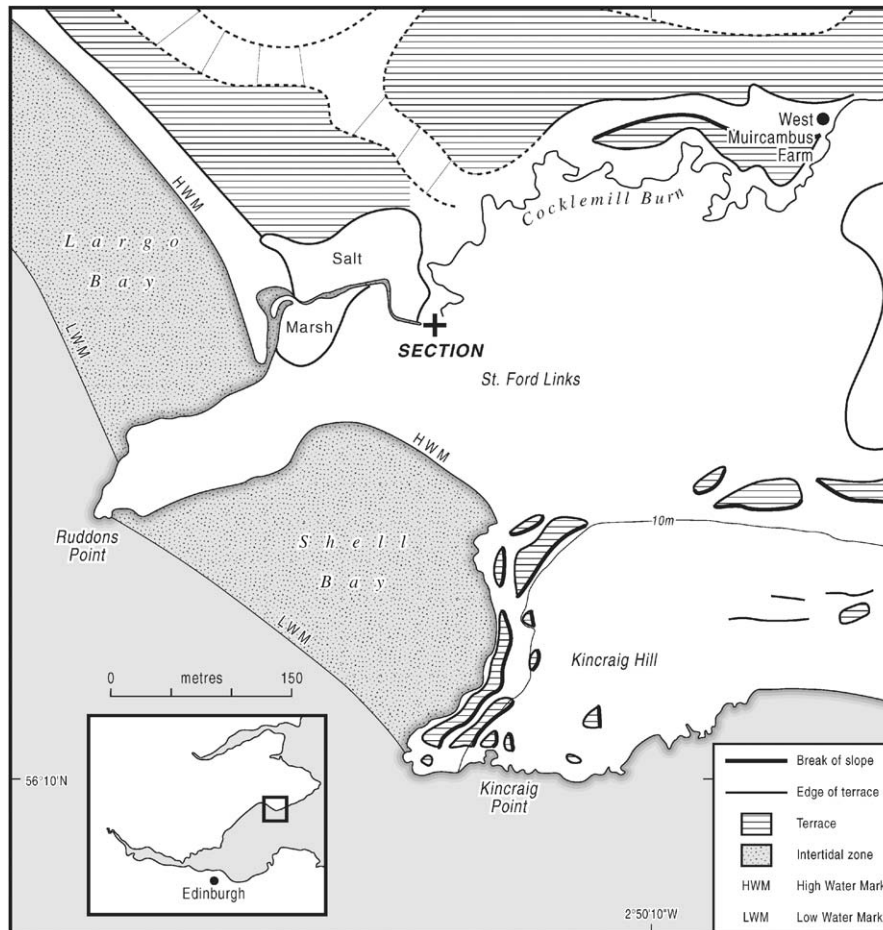 West
Muircambus
Farm
Cocklemill Burn
HWM
Largo
Bay
Salt
Marsh
LWM
SECTION
St. Ford Links
HWM
10m
Ruddons
Point
Shell
Bay
LWM
0 metres 150
Kincraig Hill
56°10'N
Kincraig
Point
Edinburgh
2°50'10"W
Break of slope
Edge of terrace
Terrace
Intertidal zone
HWM High Water Mark
LWM Low Water Mark